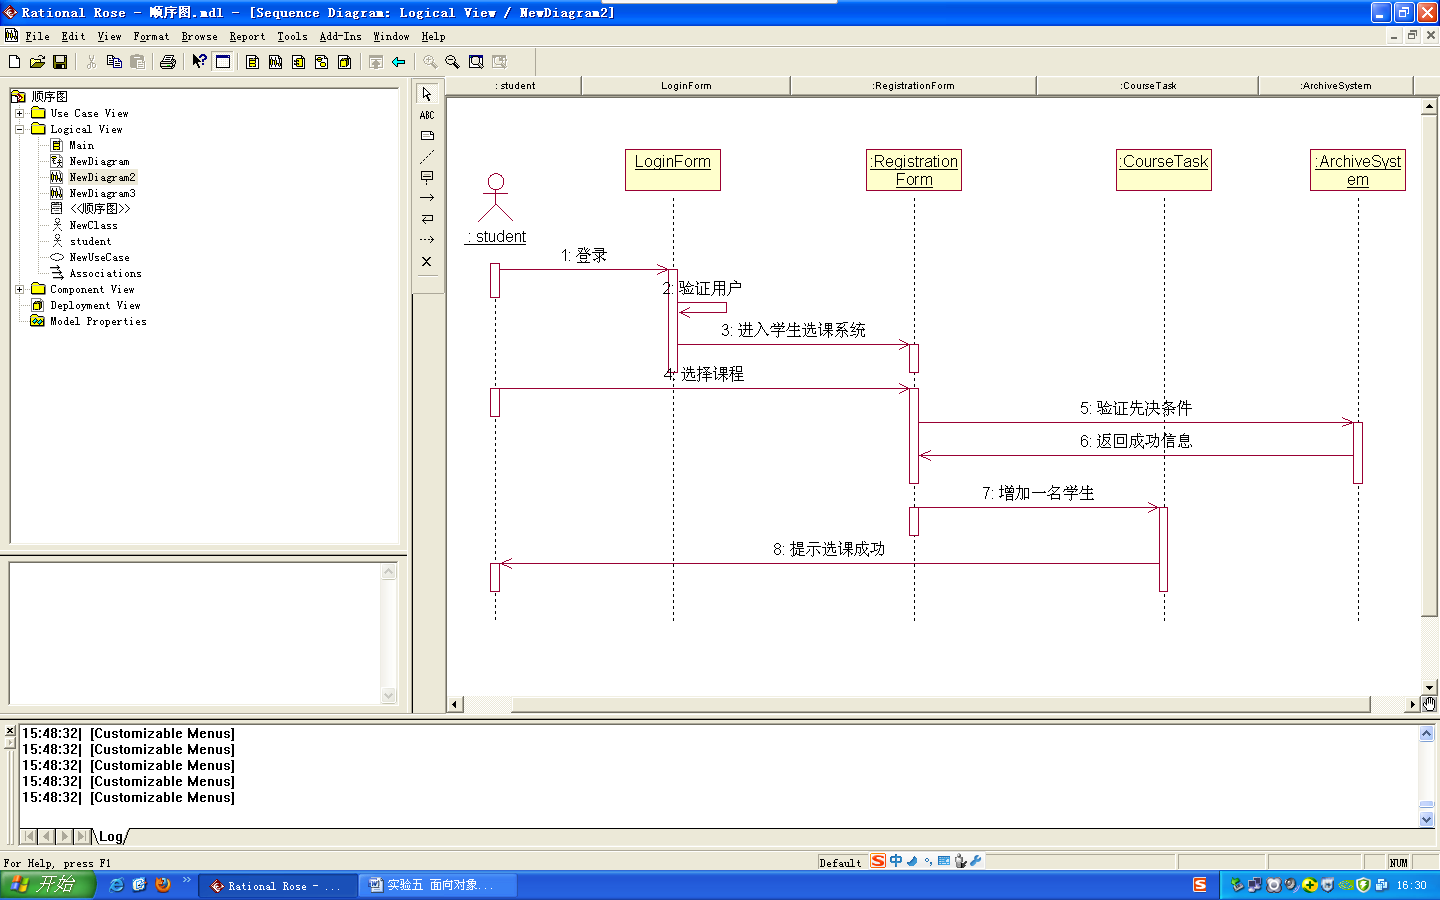 Rational Rose - 顺序图.mdl - [Sequence Diagram: Logical View / NewDiagram2]
File Edit View Format Browse Report Tools Add-Ins Window Help
ABC
: student LoginForm :RegistrationForm :CourseTask :ArchiveSystem
顺序图
Use Case View
Logical View
Main
NewDiagram
NewDiagram2
NewDiagram3
<<顺序图>>
NewClass
student
NewUseCase
Associations
Component View
Deployment View
Model Properties
LoginForm
:Registration
Form
:CourseTask
:ArchiveSyst
em
: student
1: 登录
2: 验证用户
3: 进入学生选课系统
4: 选择课程
5: 验证先决条件
6: 返回成功信息
7: 增加一名学生
8: 提示选课成功
15:48:32| [Customizable Menus]
15:48:32| [Customizable Menus]
15:48:32| [Customizable Menus]
15:48:32| [Customizable Menus]
15:48:32| [Customizable Menus]
Log
For Help, press F1
Default
S中
NUM
开始
Rational Rose - ...
实验五 面向对象...
S
16:30